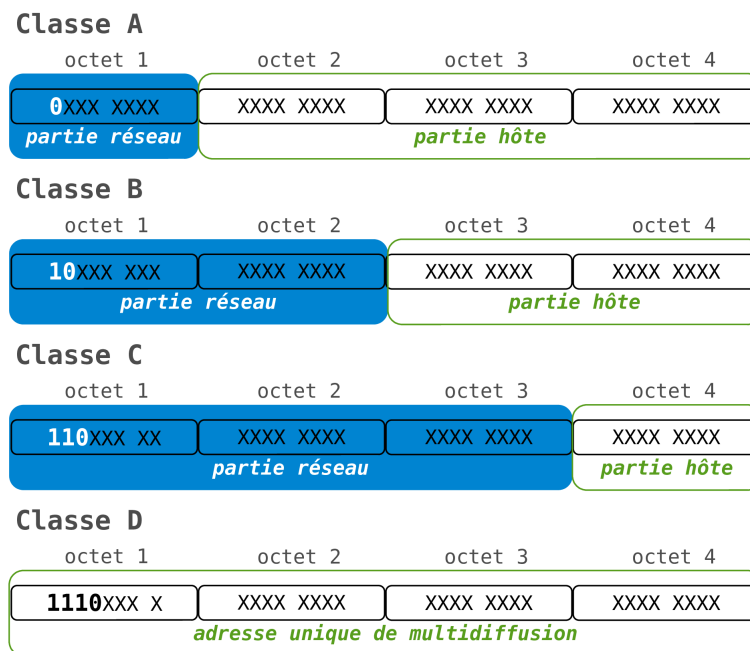 Classe A
octet 1 octet 2 octet 3 octet 4
0XXX XXXX XXXX XXXX XXXX XXXX XXXX XXXX
partie réseau partie hôte
Classe B
octet 1 octet 2 octet 3 octet 4
10XXX XXX XXXX XXXX XXXX XXXX XXXX XXXX
partie réseau partie hôte
Classe C
octet 1 octet 2 octet 3 octet 4
110XXX XX XXXX XXXX XXXX XXXX XXXX XXXX
partie réseau partie hôte
Classe D
octet 1 octet 2 octet 3 octet 4
1110XXX X XXXX XXXX XXXX XXXX XXXX XXXX
adresse unique de multidiffusion